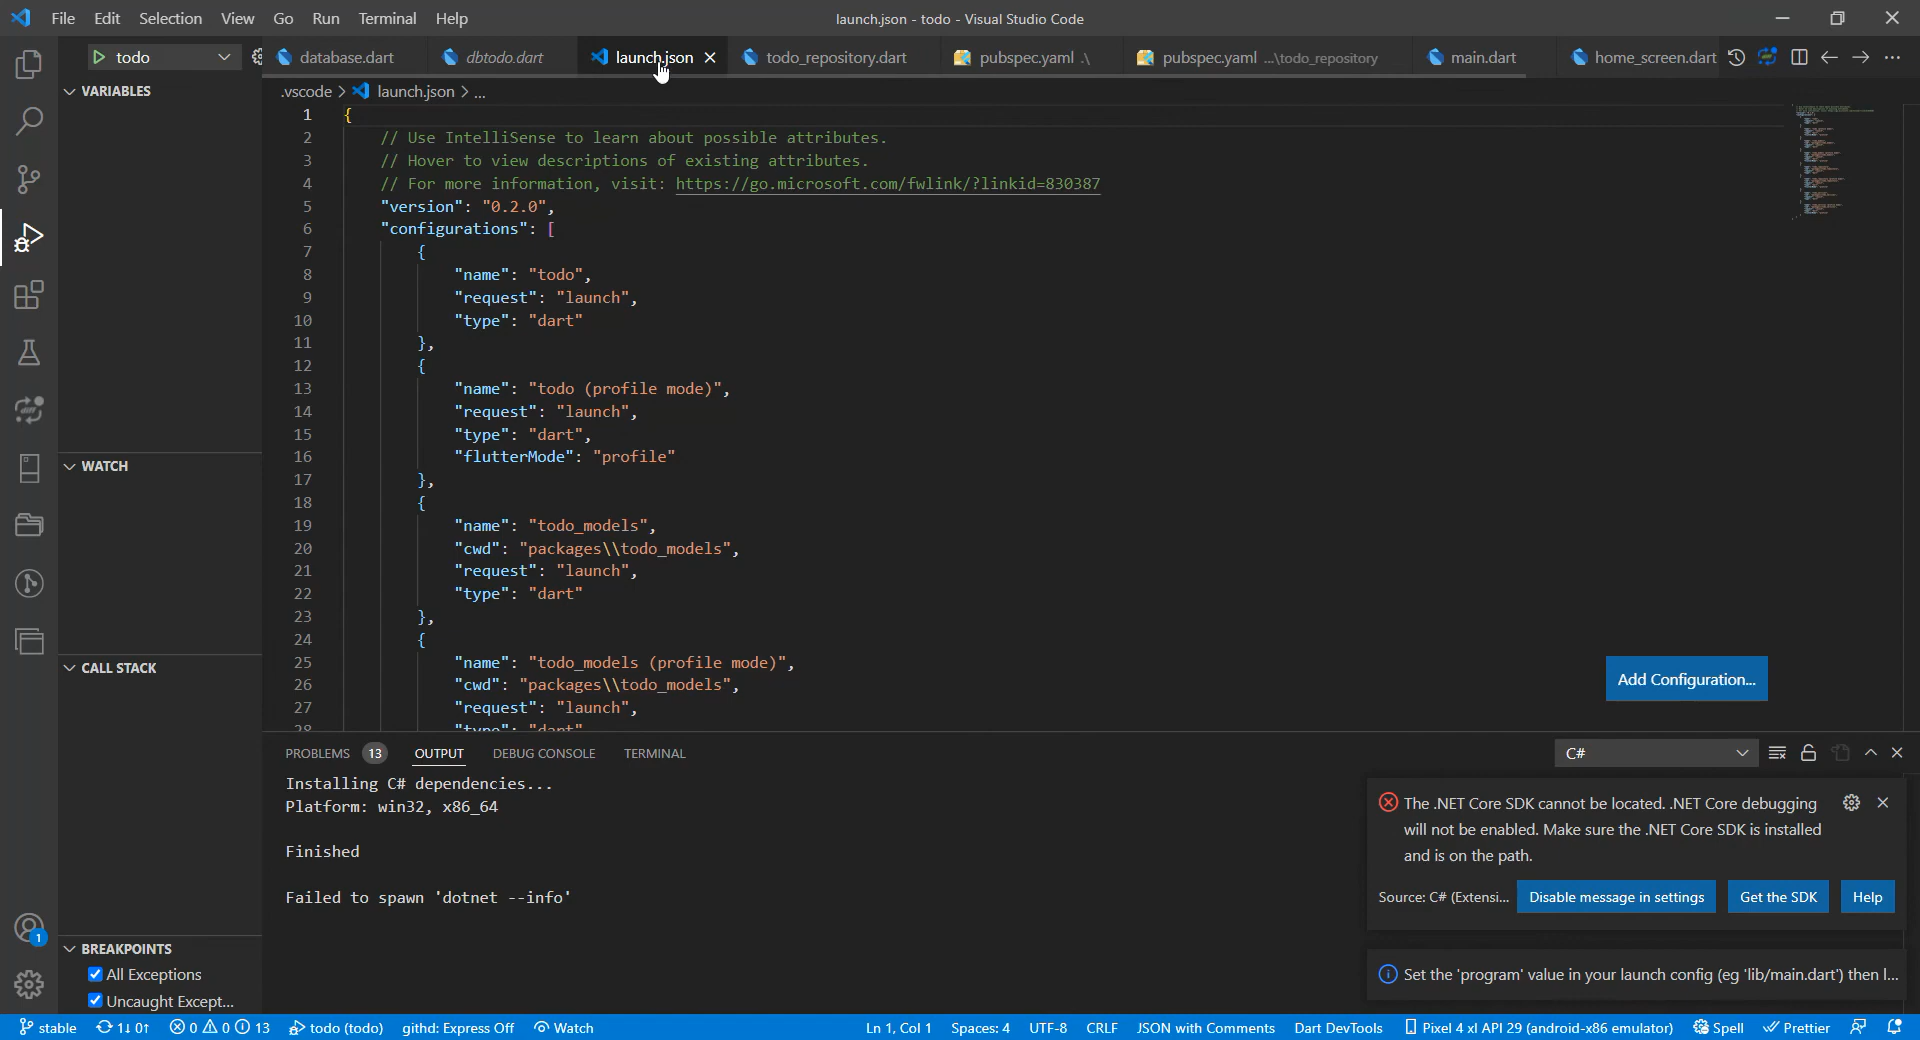 File Edit Selection View Go Run Terminal Help
launch.json - todo - Visual Studio Code
todo
database.dart
dbtodo.dart
launch.json
todo_repository.dart
pubspec.yaml .\
pubspec.yaml ...\todo_repository
main.dart
home_screen.dart
VARIABLES
.vscode > launch.json > ...
1 {
2 // Use IntelliSense to learn about possible attributes.
3 // Hover to view descriptions of existing attributes.
4 // For more information, visit: https://go.microsoft.com/fwlink/?linkid=830387
5 "version": "0.2.0",
6 "configurations": [
7 {
8 "name": "todo",
9 "request": "launch",
10 "type": "dart"
11 },
12 {
13 "name": "todo (profile mode)",
14 "request": "launch",
15 "type": "dart",
16 "flutterMode": "profile"
17 },
18 {
19 "name": "todo_models",
20 "cwd": "packages\\todo_models",
21 "request": "launch",
22 "type": "dart"
23 },
24 {
25 "name": "todo_models (profile mode)",
26 "cwd": "packages\\todo_models",
27 "request": "launch",
28 "type": "dart"
WATCH
CALL STACK
BREAKPOINTS
All Exceptions
Uncaught Except...
1
Add Configuration...
PROBLEMS 13 OUTPUT DEBUG CONSOLE TERMINAL
C#
Installing C# dependencies...
Platform: win32, x86_64
Finished
Failed to spawn 'dotnet --info'
The .NET Core SDK cannot be located. .NET Core debugging
will not be enabled. Make sure the .NET Core SDK is installed
and is on the path.
Source: C# (Extensi... Disable message in settings Get the SDK Help
Set the 'program' value in your launch config (eg 'lib/main.dart') then l...
stable 1↓ 0↑ 0 0 13 todo (todo) githd: Express Off Watch
Ln 1, Col 1 Spaces: 4 UTF-8 CRLF JSON with Comments Dart DevTools Pixel 4 xl API 29 (android-x86 emulator) Spell Prettier